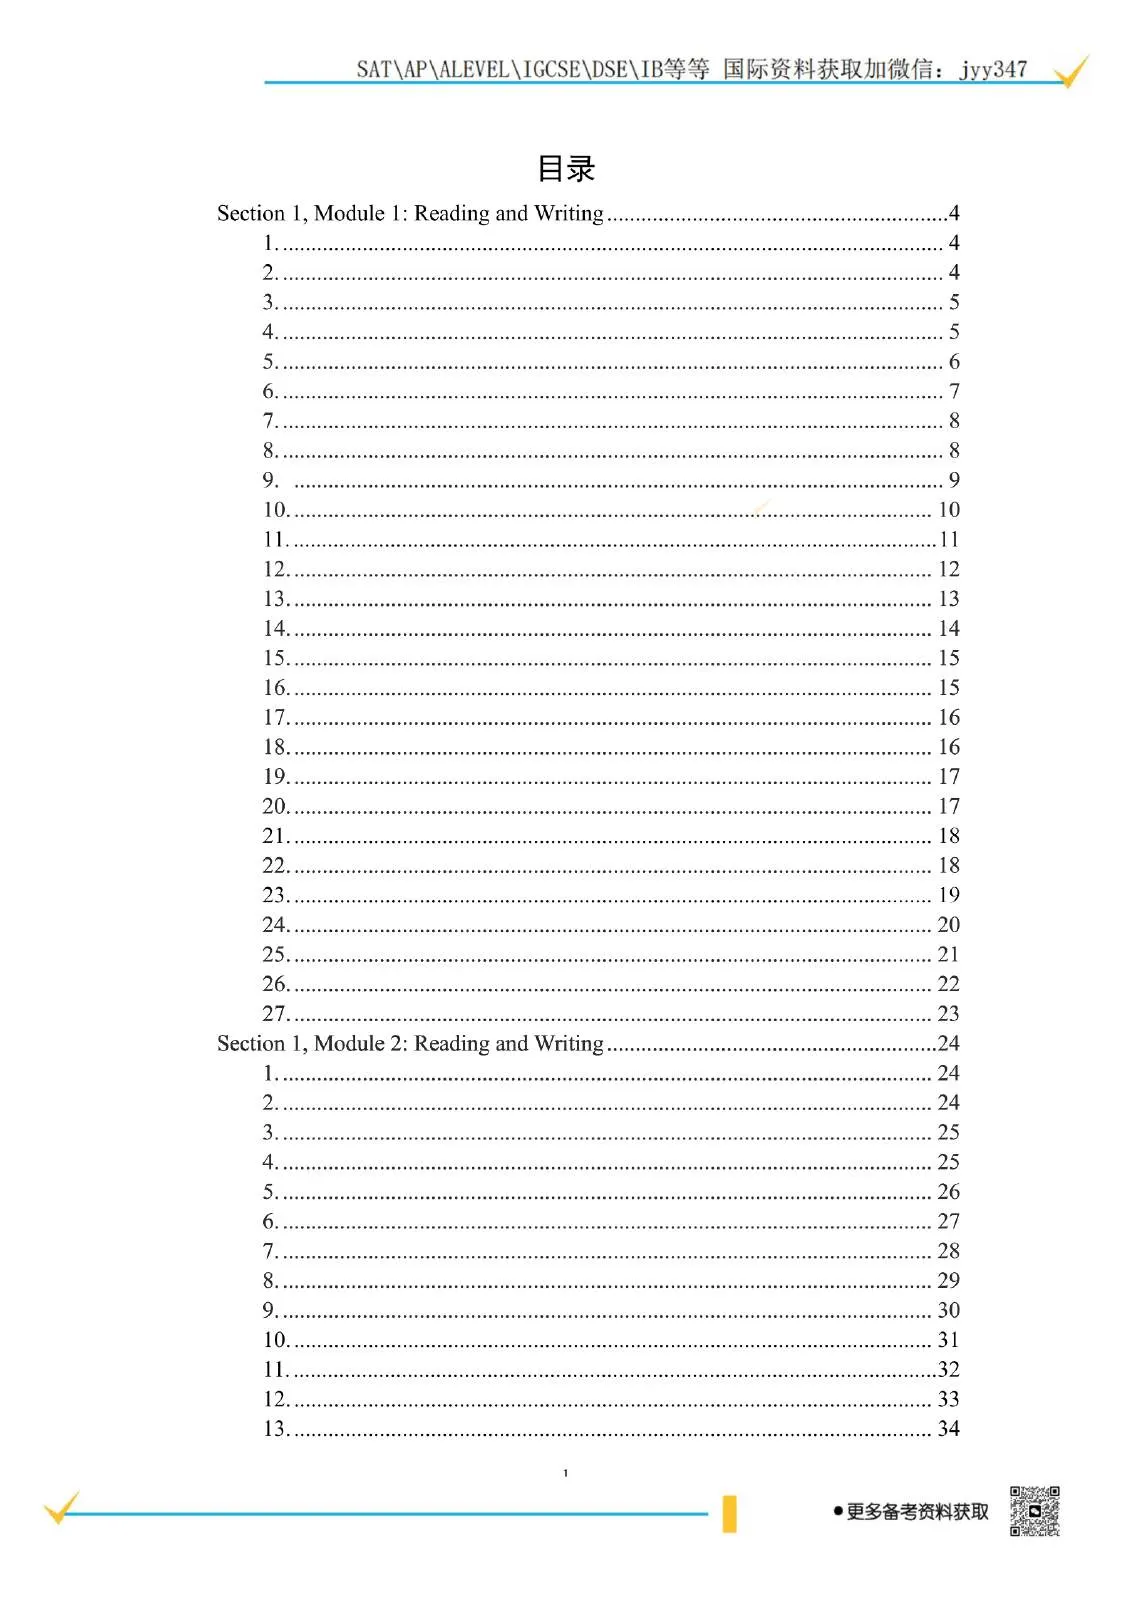 SAT\AP\ALEVEL\IGCSE\DSE\IB等等 国际资料获取加微信：jyy347
目录
Section 1, Module 1: Reading and Writing........................................................4
1. ........................................................ 4
2. ........................................................ 4
3. ........................................................ 5
4. ........................................................ 5
5. ........................................................ 6
6. ........................................................ 7
7. ........................................................ 8
8. ........................................................ 8
9. ........................................................ 9
10. ........................................................ 10
11. ........................................................11
12. ........................................................ 12
13. ........................................................ 13
14. ........................................................ 14
15. ........................................................ 15
16. ........................................................ 15
17. ........................................................ 16
18. ........................................................ 16
19. ........................................................ 17
20. ........................................................ 17
21. ........................................................ 18
22. ........................................................ 18
23. ........................................................ 19
24. ........................................................ 20
25. ........................................................ 21
26. ........................................................ 22
27. ........................................................ 23
Section 1, Module 2: Reading and Writing........................................................24
1. ........................................................ 24
2. ........................................................ 24
3. ........................................................ 25
4. ........................................................ 25
5. ........................................................ 26
6. ........................................................ 27
7. ........................................................ 28
8. ........................................................ 29
9. ........................................................ 30
10. ........................................................ 31
11. ........................................................32
12. ........................................................ 33
13. ........................................................ 34
1
●更多备考资料获取